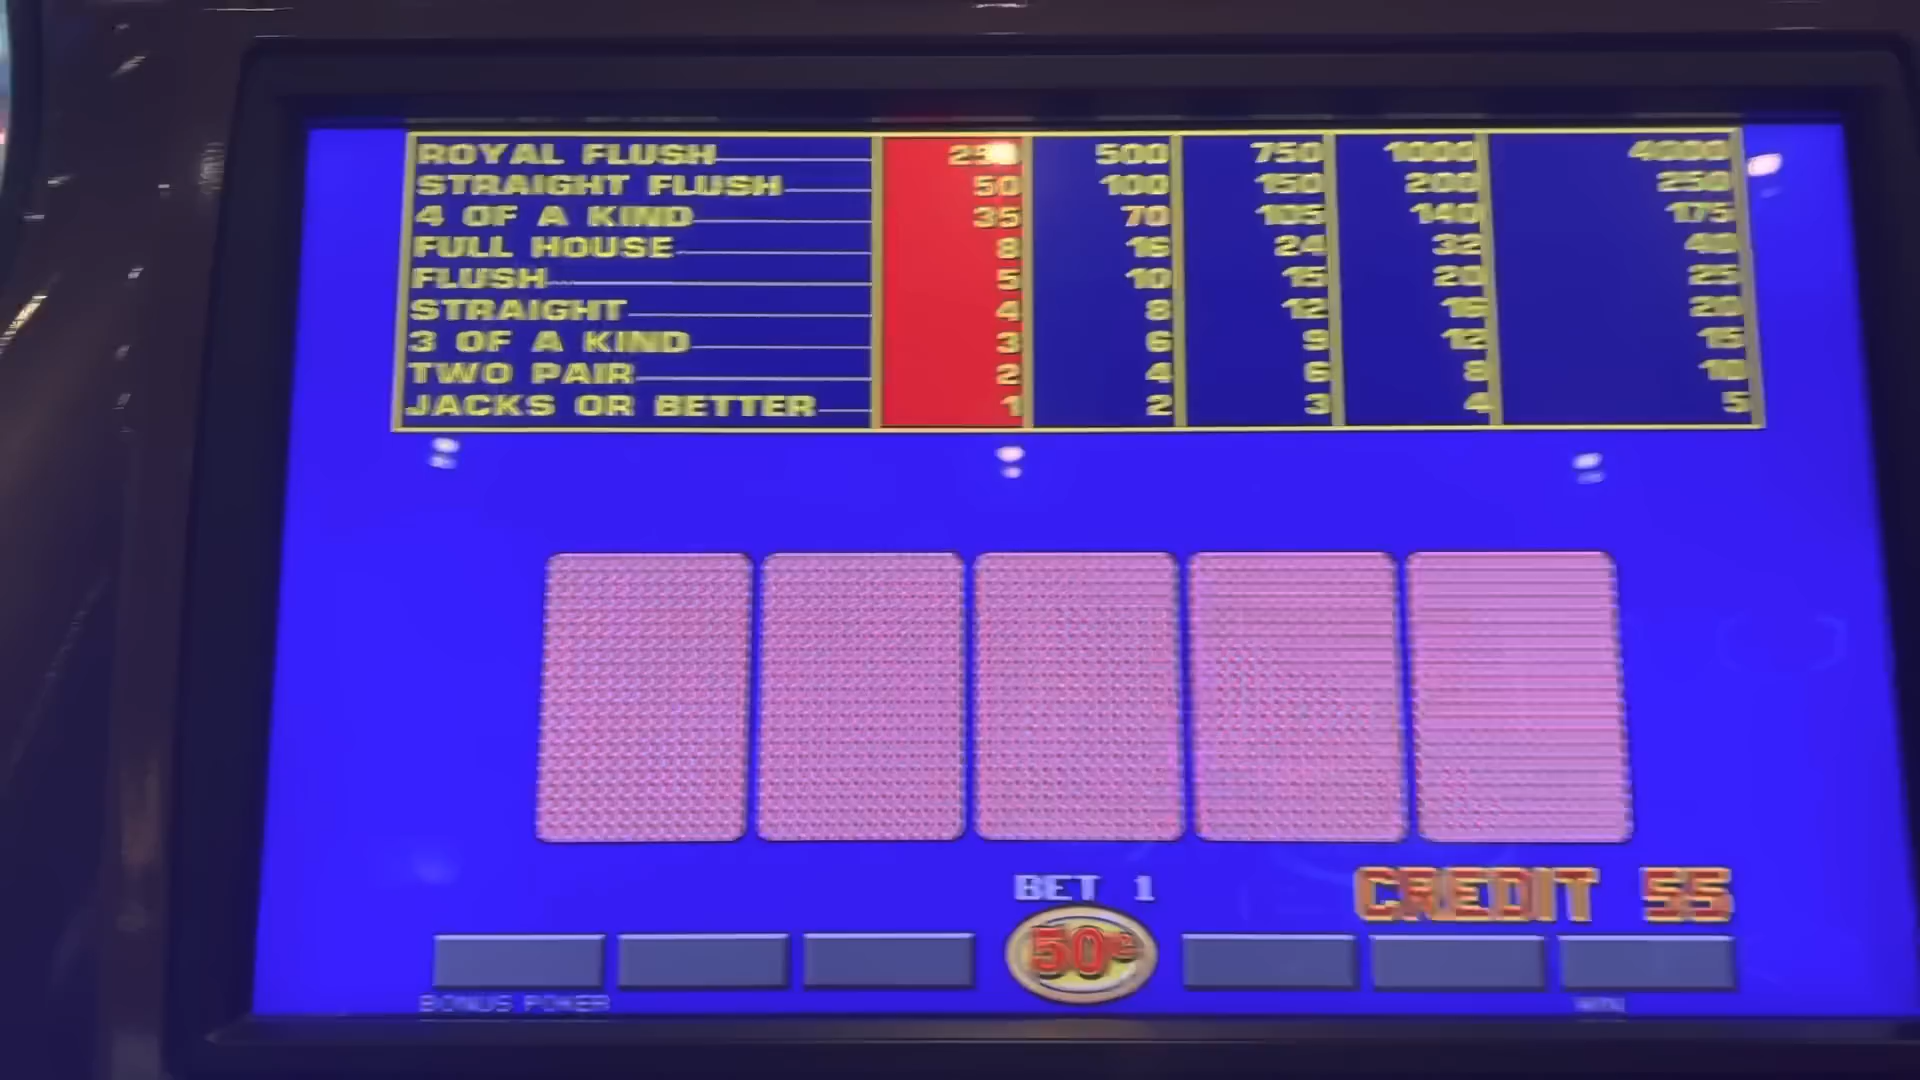 ROYAL FLUSH 500 750 1000 4000
STRAIGHT FLUSH 50 100 150 200 250
4 OF A KIND 35 70 105 140 175
FULL HOUSE 8 16 24 32 40
FLUSH 5 10 15 20 25
STRAIGHT 4 8 12 16 20
3 OF A KIND 3 6 9 12 15
TWO PAIR 2 4 6 8 10
JACKS OR BETTER 1 2 3 4 5
BET 1
CREDIT 55
50¢
BONUS POKER
WIN